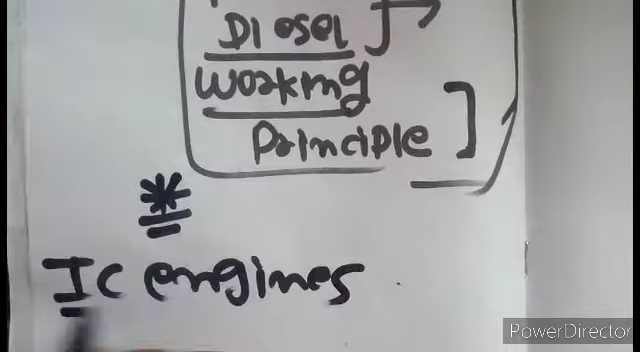 Diesel
Working
Principle
*
IC engines
PowerDirector